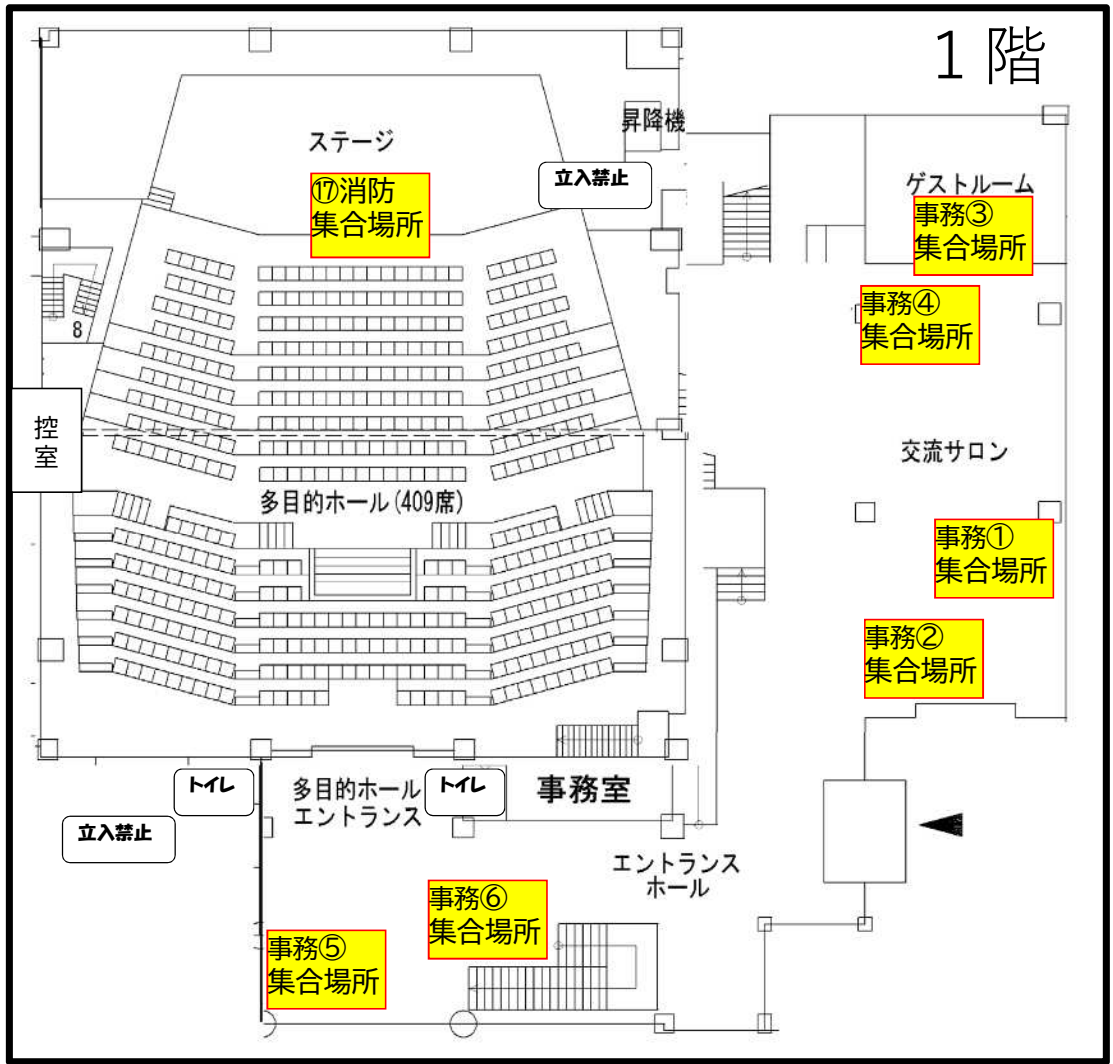 １階
昇降機
ステージ
立入禁止
⑰消防
集合場所
ゲストルーム
事務③
集合場所
事務④
集合場所
8
控
室
交流サロン
多目的ホール(409席)
事務①
集合場所
事務②
集合場所
トイレ
多目的ホール
エントランス
トイレ
事務室
立入禁止
エントランス
ホール
事務⑥
集合場所
事務⑤
集合場所